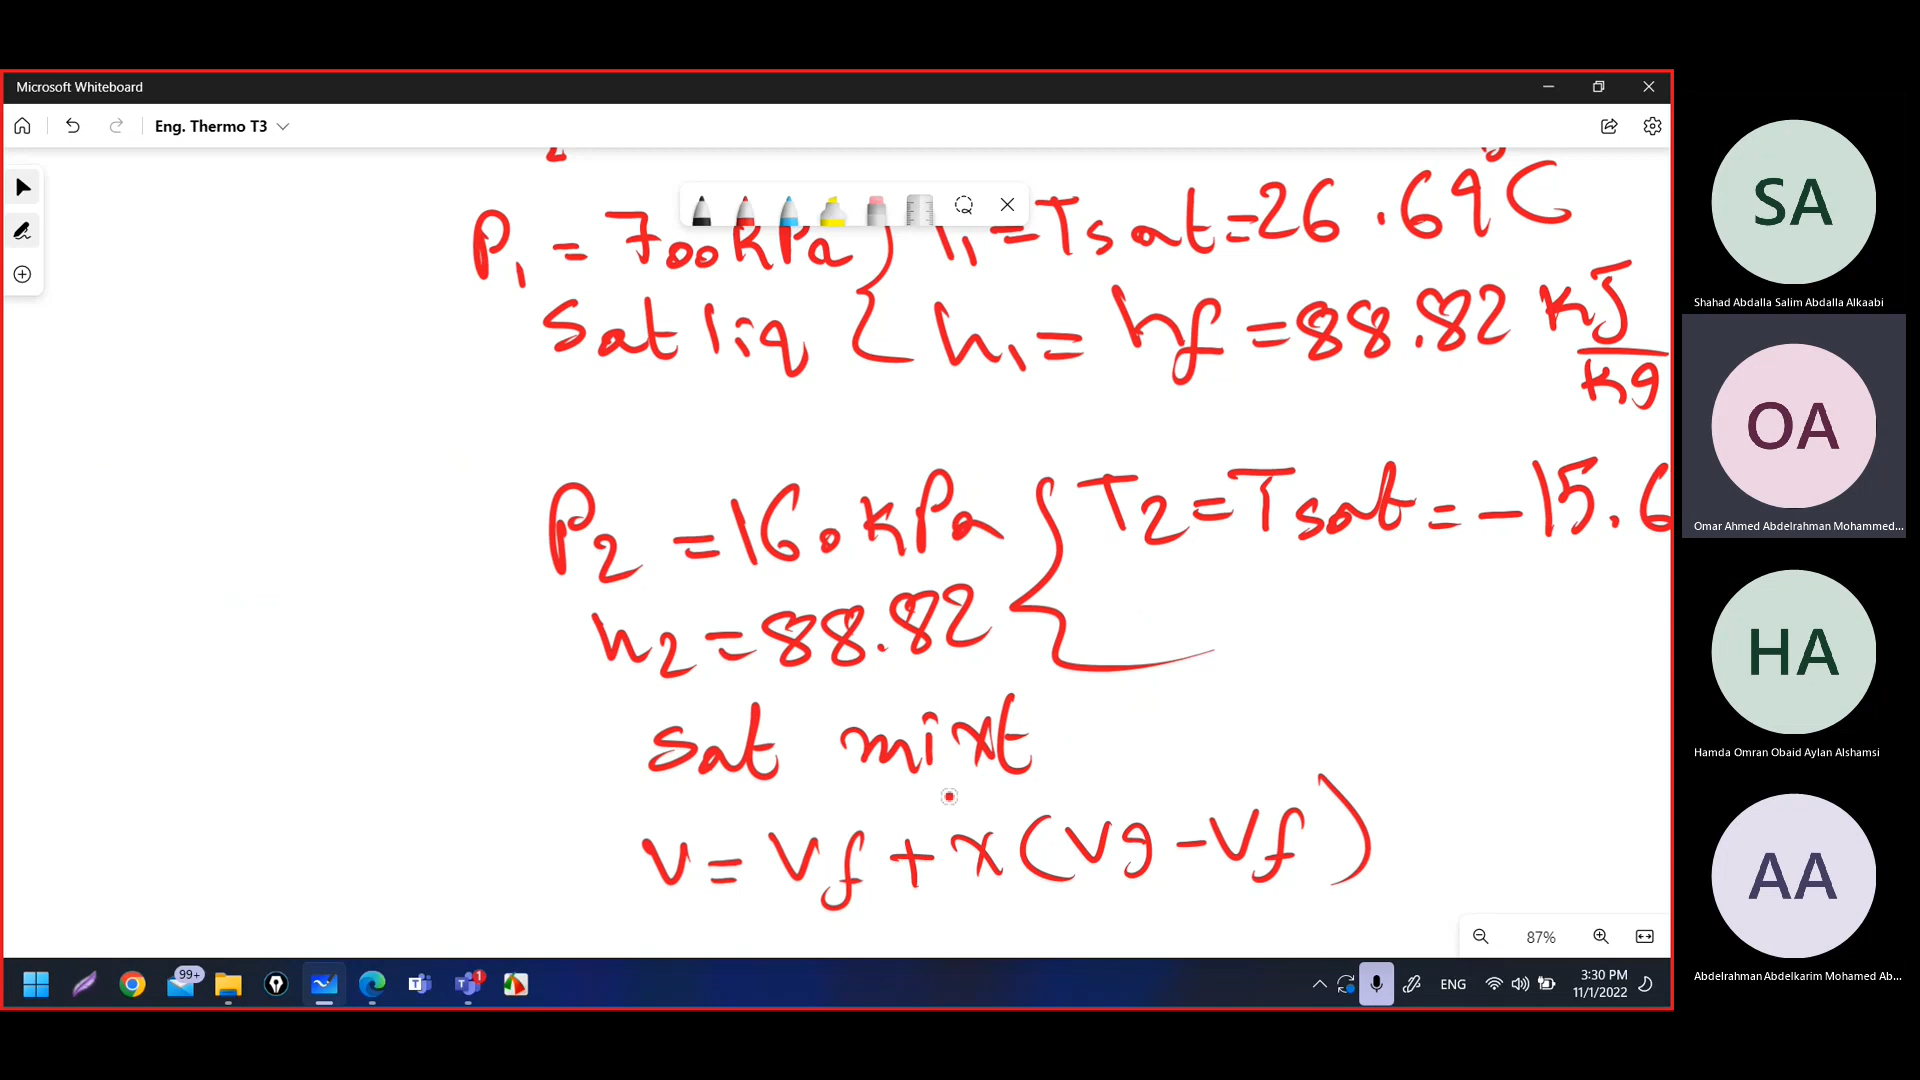 Microsoft Whiteboard
Eng. Thermo T3
2
P1 = 700 kPa
T1 = Tsat = 26.69°C
Sat liq
h1 = hf = 88.82 kJ/kg
P2 = 160 kPa
T2 = Tsat = -15.6
h2 = 88.82
sat mixt
v = vf + x(vg - vf)
87%
SA
Shahad Abdalla Salim Abdalla Alkaabi
OA
Omar Ahmed Abdelrahman Mohammed...
HA
Hamda Omran Obaid Aylan Alshamsi
AA
Abdelrahman Abdelkarim Mohamed Ab...
99+
1
ENG
3:30 PM
11/1/2022